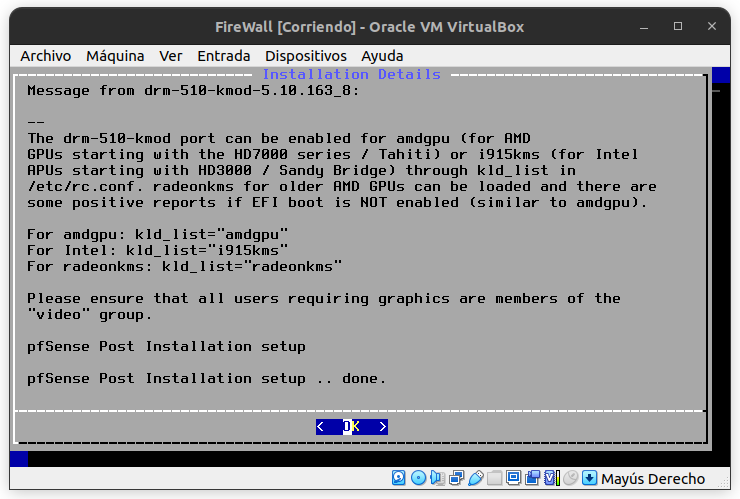 FireWall [Corriendo] - Oracle VM VirtualBox
Archivo Máquina Ver Entrada Dispositivos Ayuda
Installation Details
Message from drm-510-kmod-5.10.163_8:
--
The drm-510-kmod port can be enabled for amdgpu (for AMD
GPUs starting with the HD7000 series / Tahiti) or i915kms (for Intel
APUs starting with HD3000 / Sandy Bridge) through kld_list in
/etc/rc.conf. radeonkms for older AMD GPUs can be loaded and there are
some positive reports if EFI boot is NOT enabled (similar to amdgpu).
For amdgpu: kld_list="amdgpu"
For Intel: kld_list="i915kms"
For radeonkms: kld_list="radeonkms"
Please ensure that all users requiring graphics are members of the
"video" group.
pfSense Post Installation setup
pfSense Post Installation setup .. done.
< OK >
Mayús Derecho